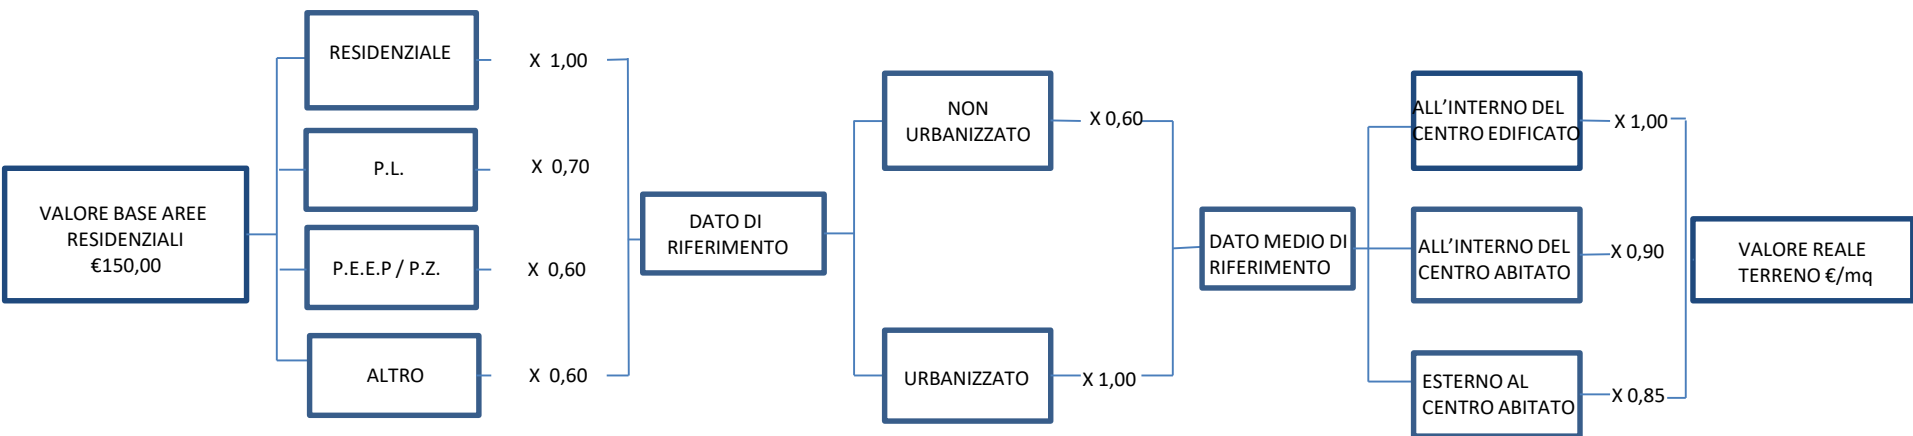 VALORE BASE AREE
RESIDENZIALI
€150,00
RESIDENZIALE
X 1,00
P.L.
X 0,70
P.E.E.P / P.Z.
X 0,60
ALTRO
X 0,60
DATO DI
RIFERIMENTO
NON
URBANIZZATO
X 0,60
URBANIZZATO
X 1,00
DATO MEDIO DI
RIFERIMENTO
ALL’INTERNO DEL
CENTRO EDIFICATO
X 1,00
ALL’INTERNO DEL
CENTRO ABITATO
X 0,90
ESTERNO AL
CENTRO ABITATO
X 0,85
VALORE REALE
TERRENO €/mq